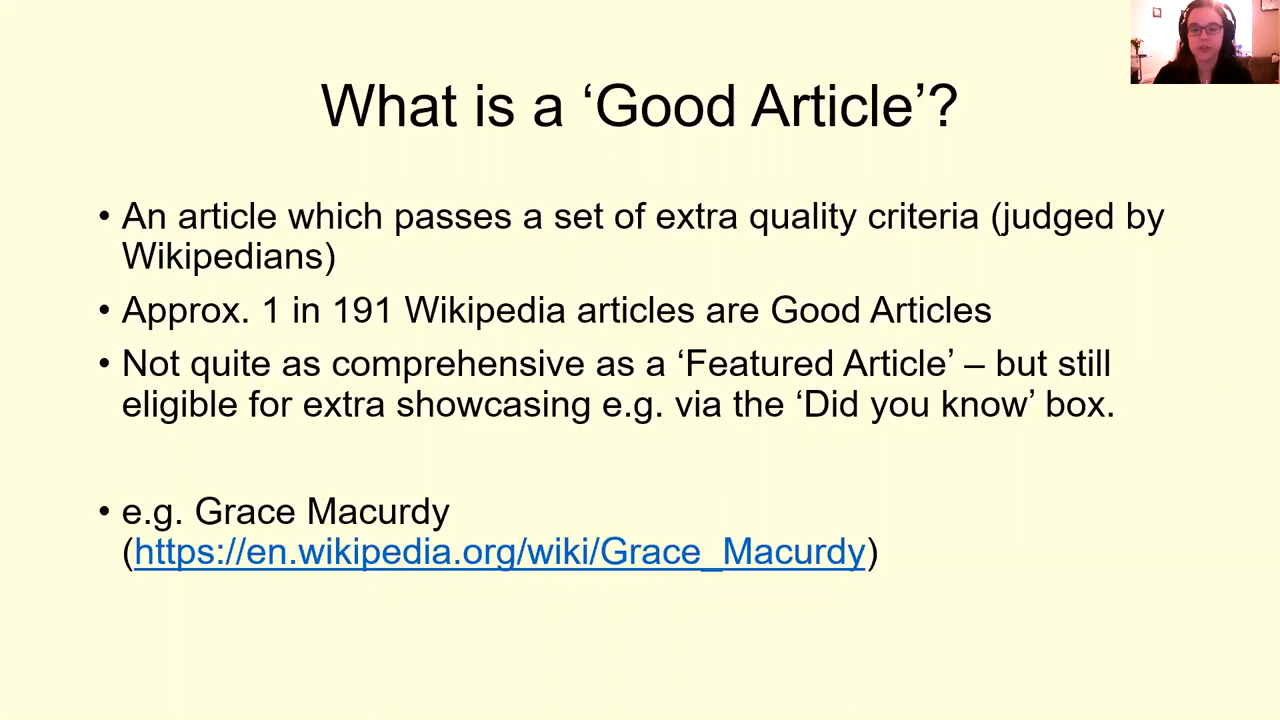 What is a ‘Good Article’?
• An article which passes a set of extra quality criteria (judged by
Wikipedians)
• Approx. 1 in 191 Wikipedia articles are Good Articles
• Not quite as comprehensive as a ‘Featured Article’ – but still
eligible for extra showcasing e.g. via the ‘Did you know’ box.
• e.g. Grace Macurdy
(https://en.wikipedia.org/wiki/Grace_Macurdy)